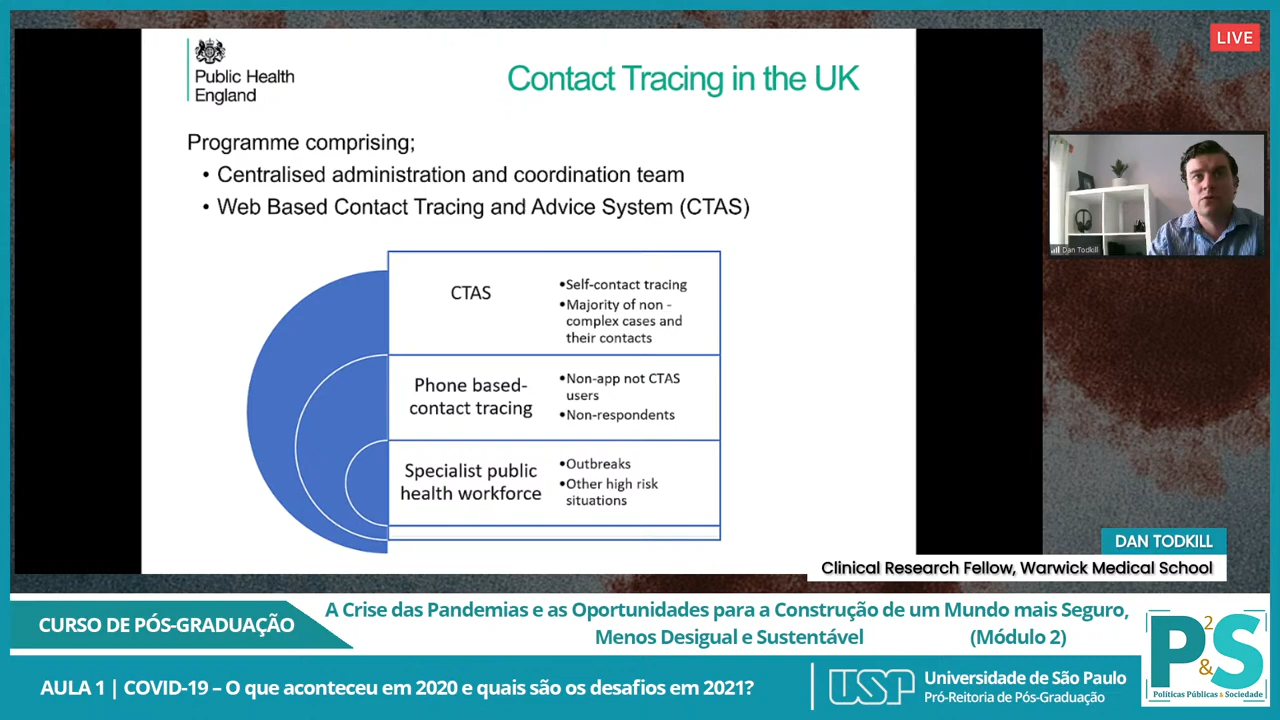 LIVE
Public Health
England
Contact Tracing in the UK
Programme comprising;
• Centralised administration and coordination team
• Web Based Contact Tracing and Advice System (CTAS)
CTAS
•Self-contact tracing
•Majority of non -
complex cases and
their contacts
Phone based-
contact tracing
•Non-app not CTAS
users
•Non-respondents
Specialist public
health workforce
•Outbreaks
•Other high risk
situations
Dan Todkill
DAN TODKILL
Clinical Research Fellow, Warwick Medical School
CURSO DE PÓS-GRADUAÇÃO
A Crise das Pandemias e as Oportunidades para a Construção de um Mundo mais Seguro,
Menos Desigual e Sustentável (Módulo 2)
AULA 1 | COVID-19 – O que aconteceu em 2020 e quais são os desafios em 2021?
USP
Universidade de São Paulo
Pró-Reitoria de Pós-Graduação
P2&S
Políticas Públicas & Sociedade